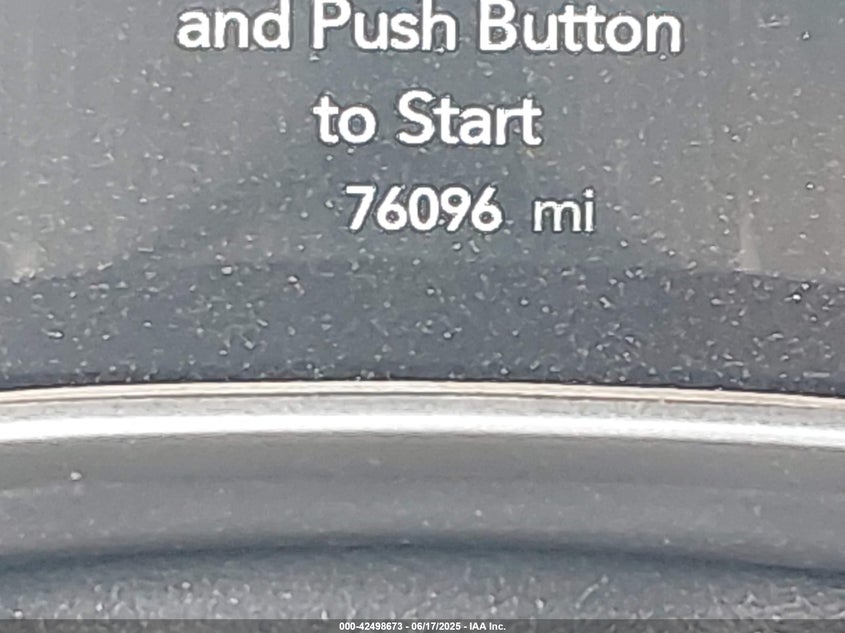 and Push Button
to Start
76096 mi
000-42498673 - 06/17/2025 - IAA Inc.